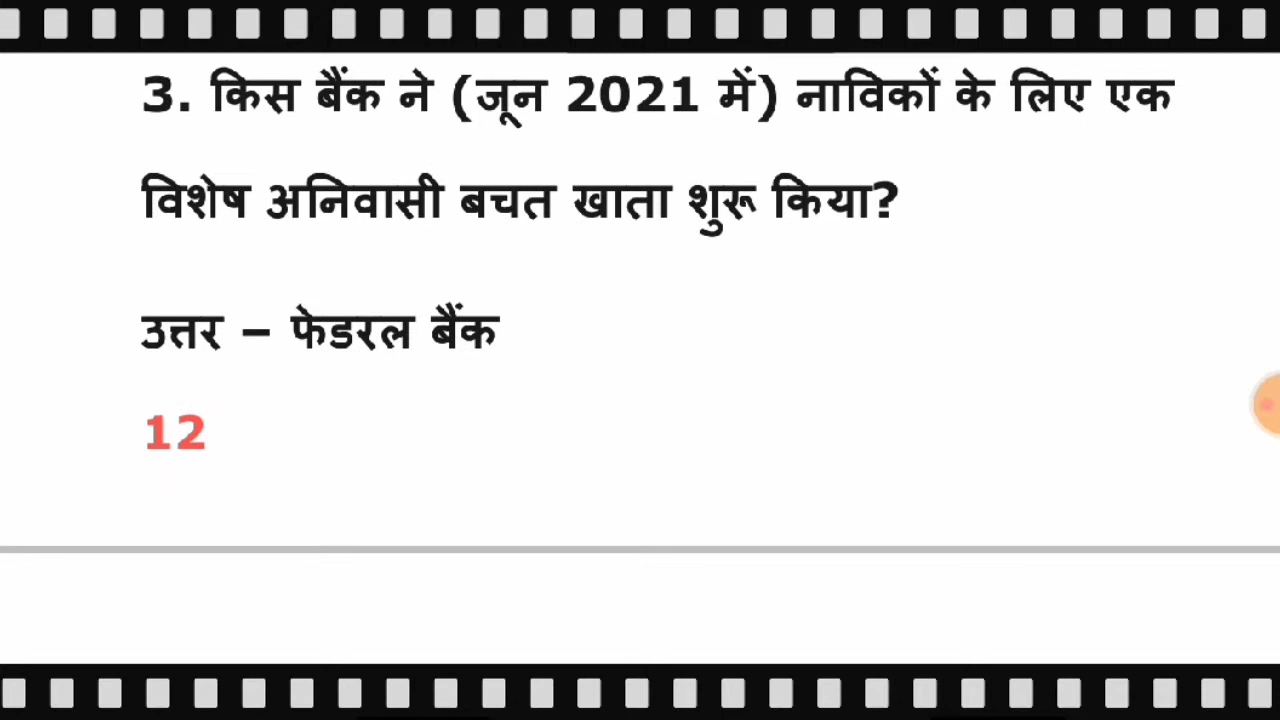 3. किस बैंक ने (जून 2021 में) नाविकों के लिए एक
विशेष अनिवासी बचत खाता शुरू किया?
उत्तर – फेडरल बैंक
12